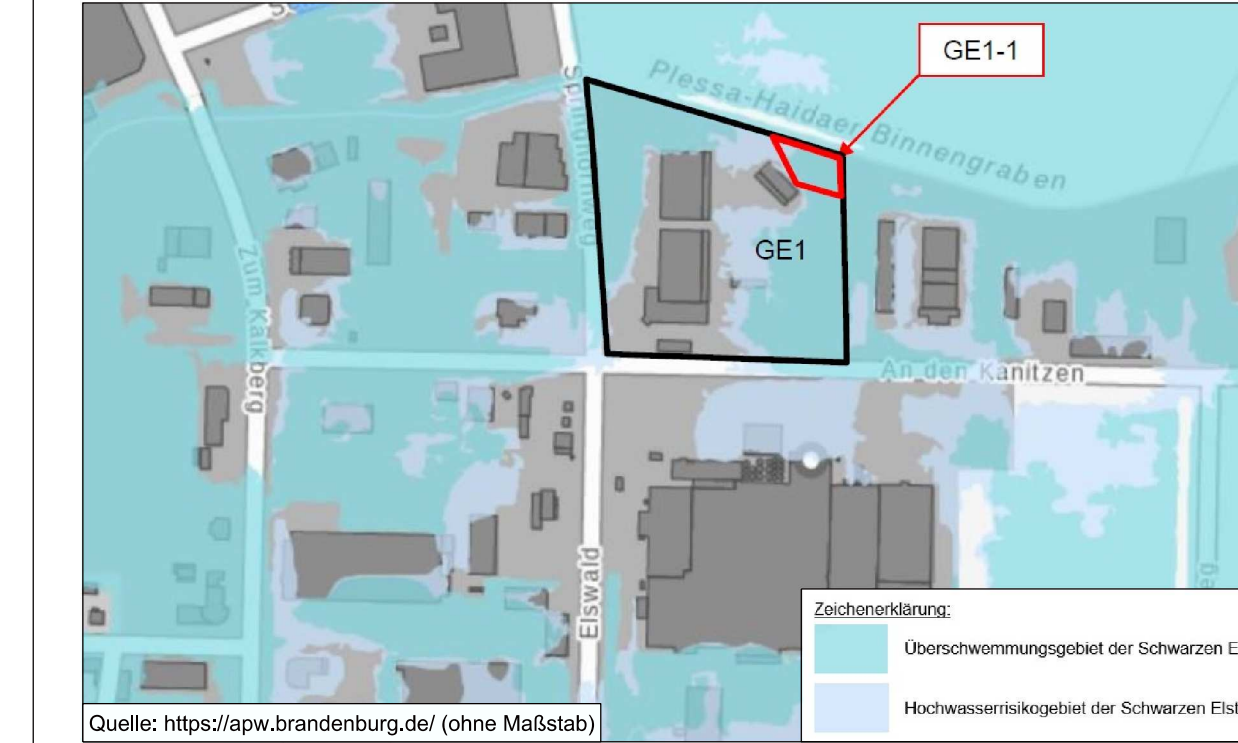 GE1-1
Plessa-Haidaer Binnengraben
Springhornweg
GE1
Zum Kalkberg
An den Kanitzen
Elswald
Zeichenerklärung:
Überschwemmungsgebiet der Schwarzen E
Hochwasserrisikogebiet der Schwarzen Elst
Quelle: https://apw.brandenburg.de/ (ohne Maßstab)